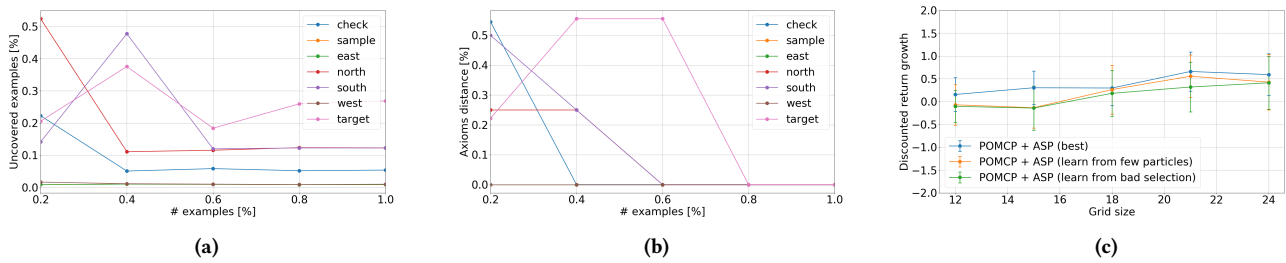 Uncovered examples [%]
0.5
0.4
0.3
0.2
0.1
0.0
0.2
0.4
0.6
0.8
1.0
# examples [%]
check
sample
east
north
south
west
target
(a)
Axioms distance [%]
0.5
0.4
0.3
0.2
0.1
0.0
0.2
0.4
0.6
0.8
1.0
# examples [%]
check
sample
east
north
south
west
target
(b)
Discounted return growth
2.0
1.5
1.0
0.5
0.0
−0.5
−1.0
−1.5
−2.0
12
14
16
18
20
22
24
Grid size
POMCP + ASP (best)
POMCP + ASP (learn from few particles)
POMCP + ASP (learn from bad selection)
(c)